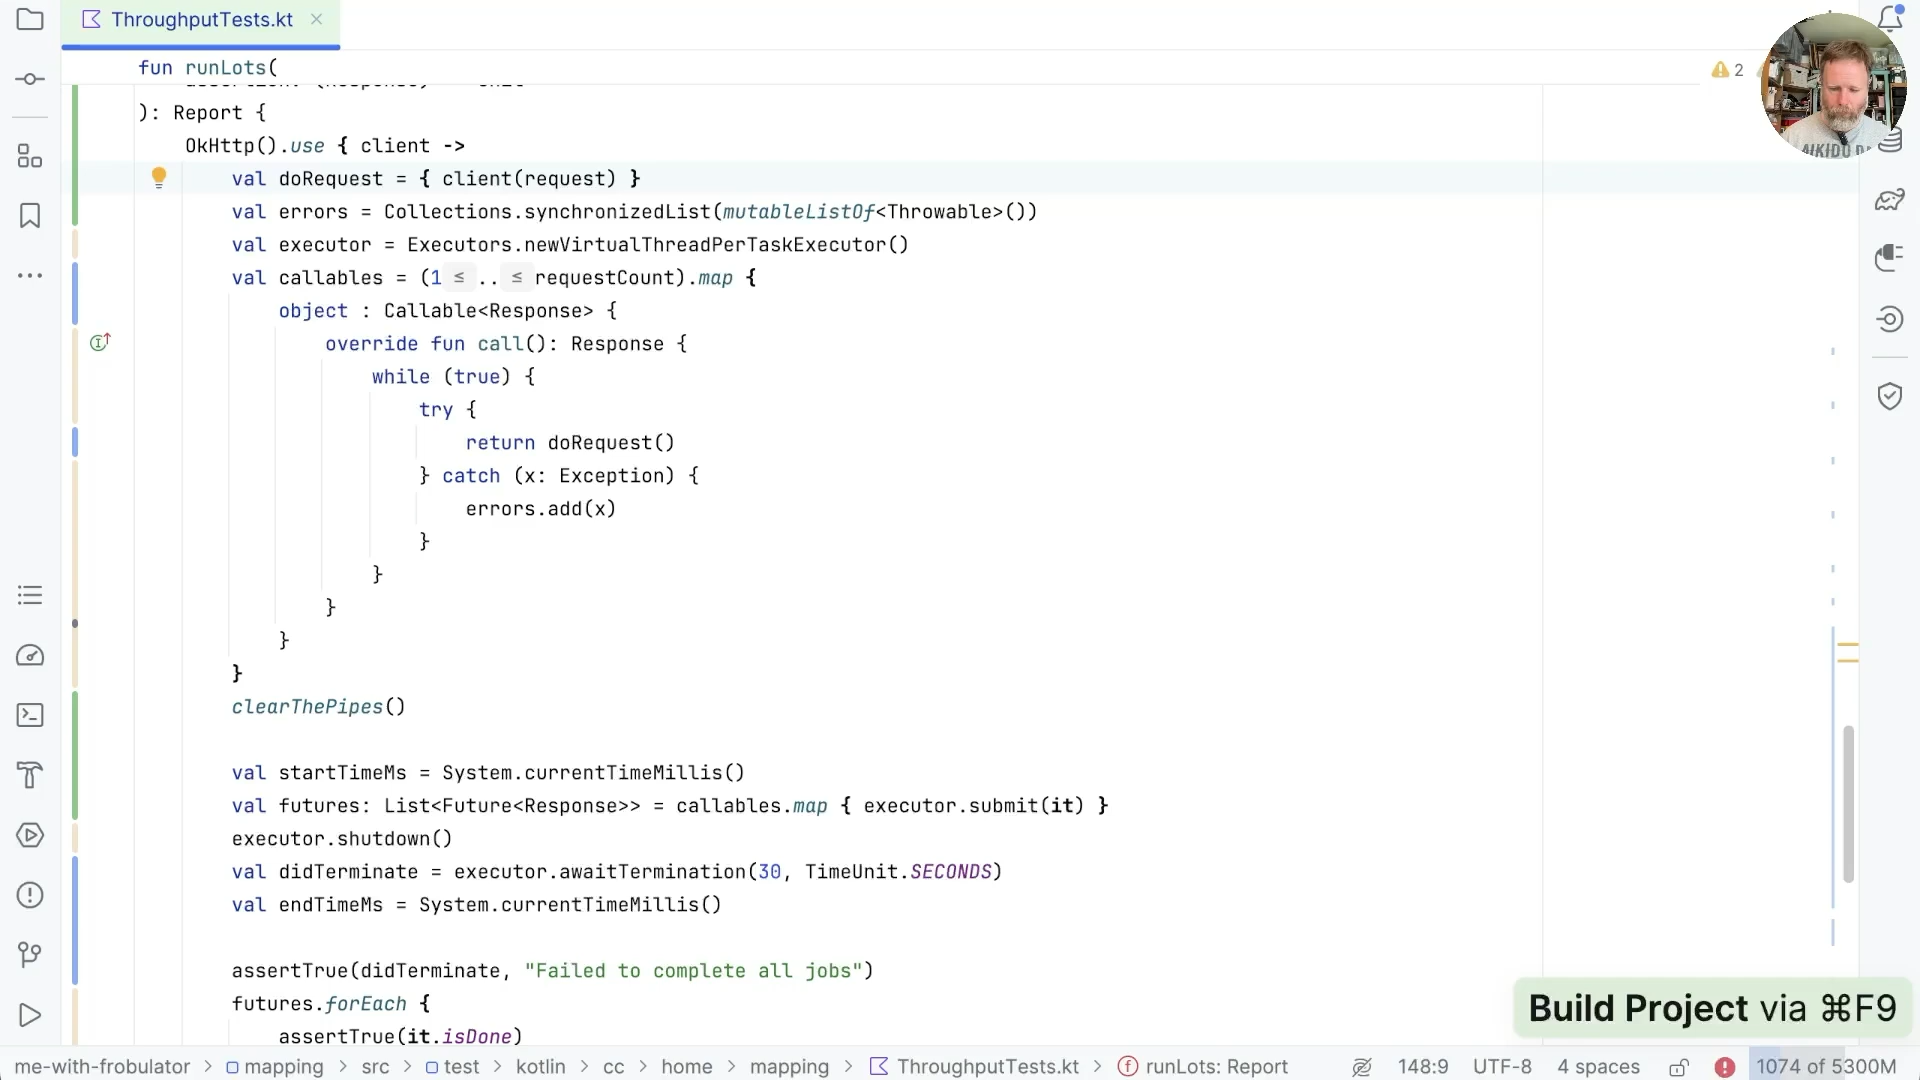 ThroughputTests.kt
fun runLots(
): Report {
OkHttp().use { client ->
val doRequest = { client(request) }
val errors = Collections.synchronizedList(mutableListOf<Throwable>())
val executor = Executors.newVirtualThreadPerTaskExecutor()
val callables = (1 ≤ .. ≤ requestCount).map {
object : Callable<Response> {
override fun call(): Response {
while (true) {
try {
return doRequest()
} catch (x: Exception) {
errors.add(x)
}
}
}
}
}
clearThePipes()
val startTimeMs = System.currentTimeMillis()
val futures: List<Future<Response>> = callables.map { executor.submit(it) }
executor.shutdown()
val didTerminate = executor.awaitTermination(30, TimeUnit.SECONDS)
val endTimeMs = System.currentTimeMillis()
assertTrue(didTerminate, "Failed to complete all jobs")
futures.forEach {
assertTrue(it.isDone)
2
Build Project via ⌘F9
me-with-frobulator > mapping > src > test > kotlin > cc > home > mapping > ThroughputTests.kt > runLots: Report 148:9 UTF-8 4 spaces 1074 of 5300M